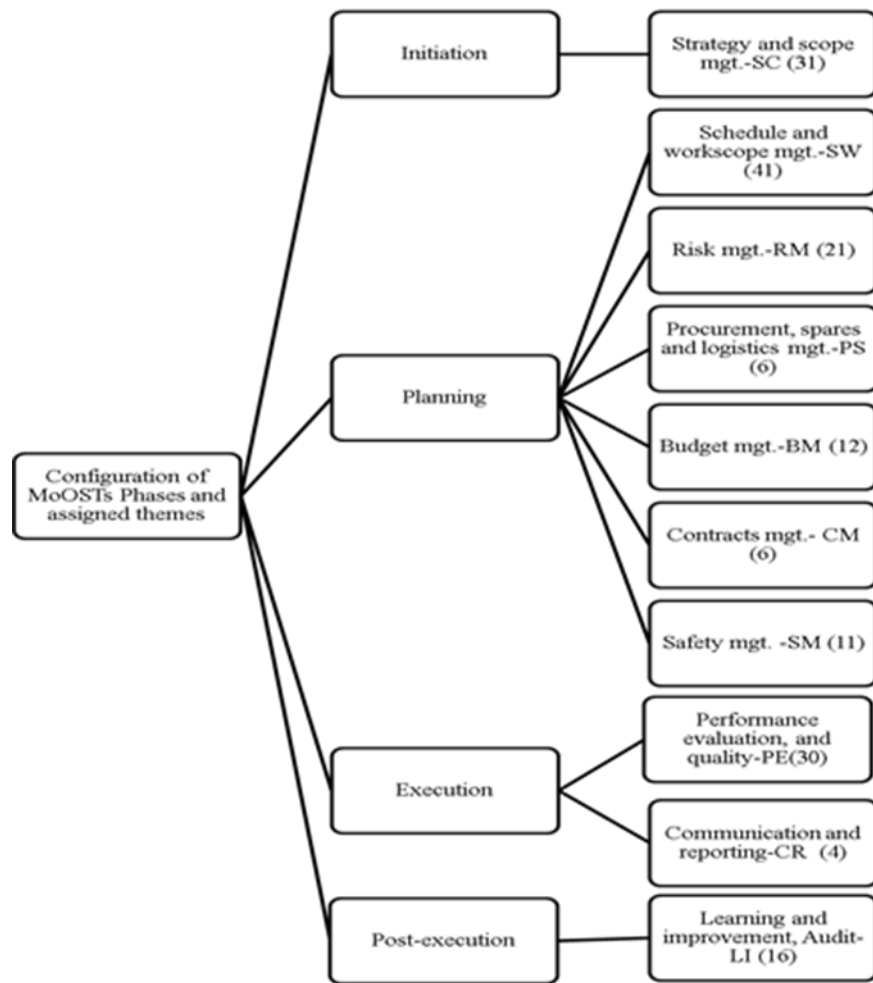 Configuration of
MoOSTs Phases and
assigned themes
Initiation
Strategy and scope
mgt.-SC (31)
Planning
Schedule and
workscope mgt.-SW
(41)
Risk mgt.-RM (21)
Procurement, spares
and logistics mgt.-PS
(6)
Budget mgt.-BM (12)
Contracts mgt.- CM
(6)
Safety mgt. -SM (11)
Execution
Performance
evaluation, and
quality-PE(30)
Communication and
reporting-CR (4)
Post-execution
Learning and
improvement, Audit-
LI (16)